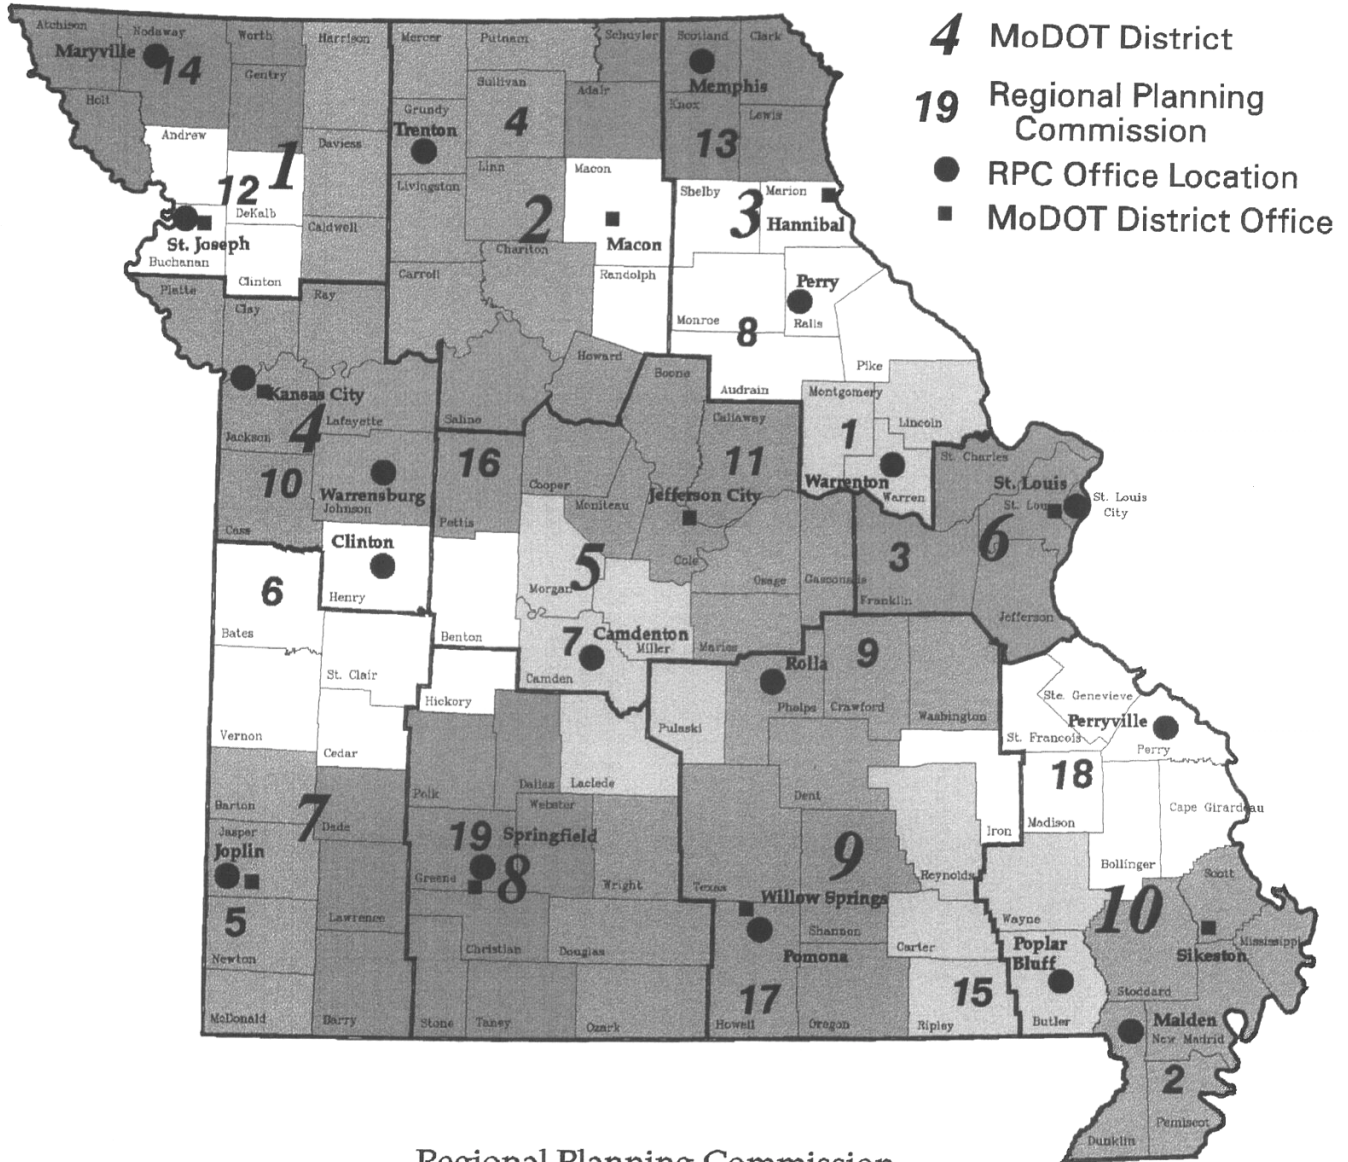 4 MoDOT District
19 Regional Planning
Commission
RPC Office Location
MoDOT District Office
Atchison
Nodaway
Worth
Harrison
Mercer
Putnam
Schuyler
Scotland
Clark
Maryville
14
Gentry
Sullivan
Adair
Memphis
Holt
Knox
Lewis
Grundy
Trenton
4
13
Andrew
1
Daviess
Linn
Macon
Livingston
12
DeKalb
2
Shelby
3
Marion
Hannibal
St. Joseph
Caldwell
Macon
Buchanan
Chariton
Clinton
Carroll
Randolph
Perry
Platte
Ray
Clay
Monroe
8
Ralls
Howard
Boone
Pike
Audrain
Montgomery
Kansas City
Lafayette
Saline
Callaway
Lincoln
Jackson
4
1
16
11
St. Charles
10
Warrensburg
Johnson
Cooper
Jefferson City
Warrenton
Warren
St. Louis
St. Louis
St. Louis
City
Moniteau
Cass
Pettis
Clinton
6
5
Cole
3
6
Henry
Morgan
Osage
Gasconade
Franklin
Bates
Benton
7
Camdenton
Miller
Maries
Jefferson
St. Clair
Camden
Rolla
9
Hickory
Phelps
Crawford
Washington
Ste. Genevieve
Perryville
Vernon
Cedar
Pulaski
St. Francois
Perry
Polk
Dallas
Laclede
Dent
18
Barton
7
Dade
Webster
Cape Girardeau
Jasper
Joplin
19
Springfield
Iron
Madison
Greene
8
Wright
Texas
9
Reynolds
Bollinger
Scott
Willow Springs
5
Lawrence
Shannon
Wayne
10
Newton
Christian
Douglas
Pomona
Carter
Poplar
Bluff
Sikeston
Mississippi
17
15
Stoddard
McDonald
Barry
Stone
Taney
Ozark
Howell
Oregon
Ripley
Butler
Malden
New Madrid
2
Pemiscot
Dunklin
Regional Planning Commission